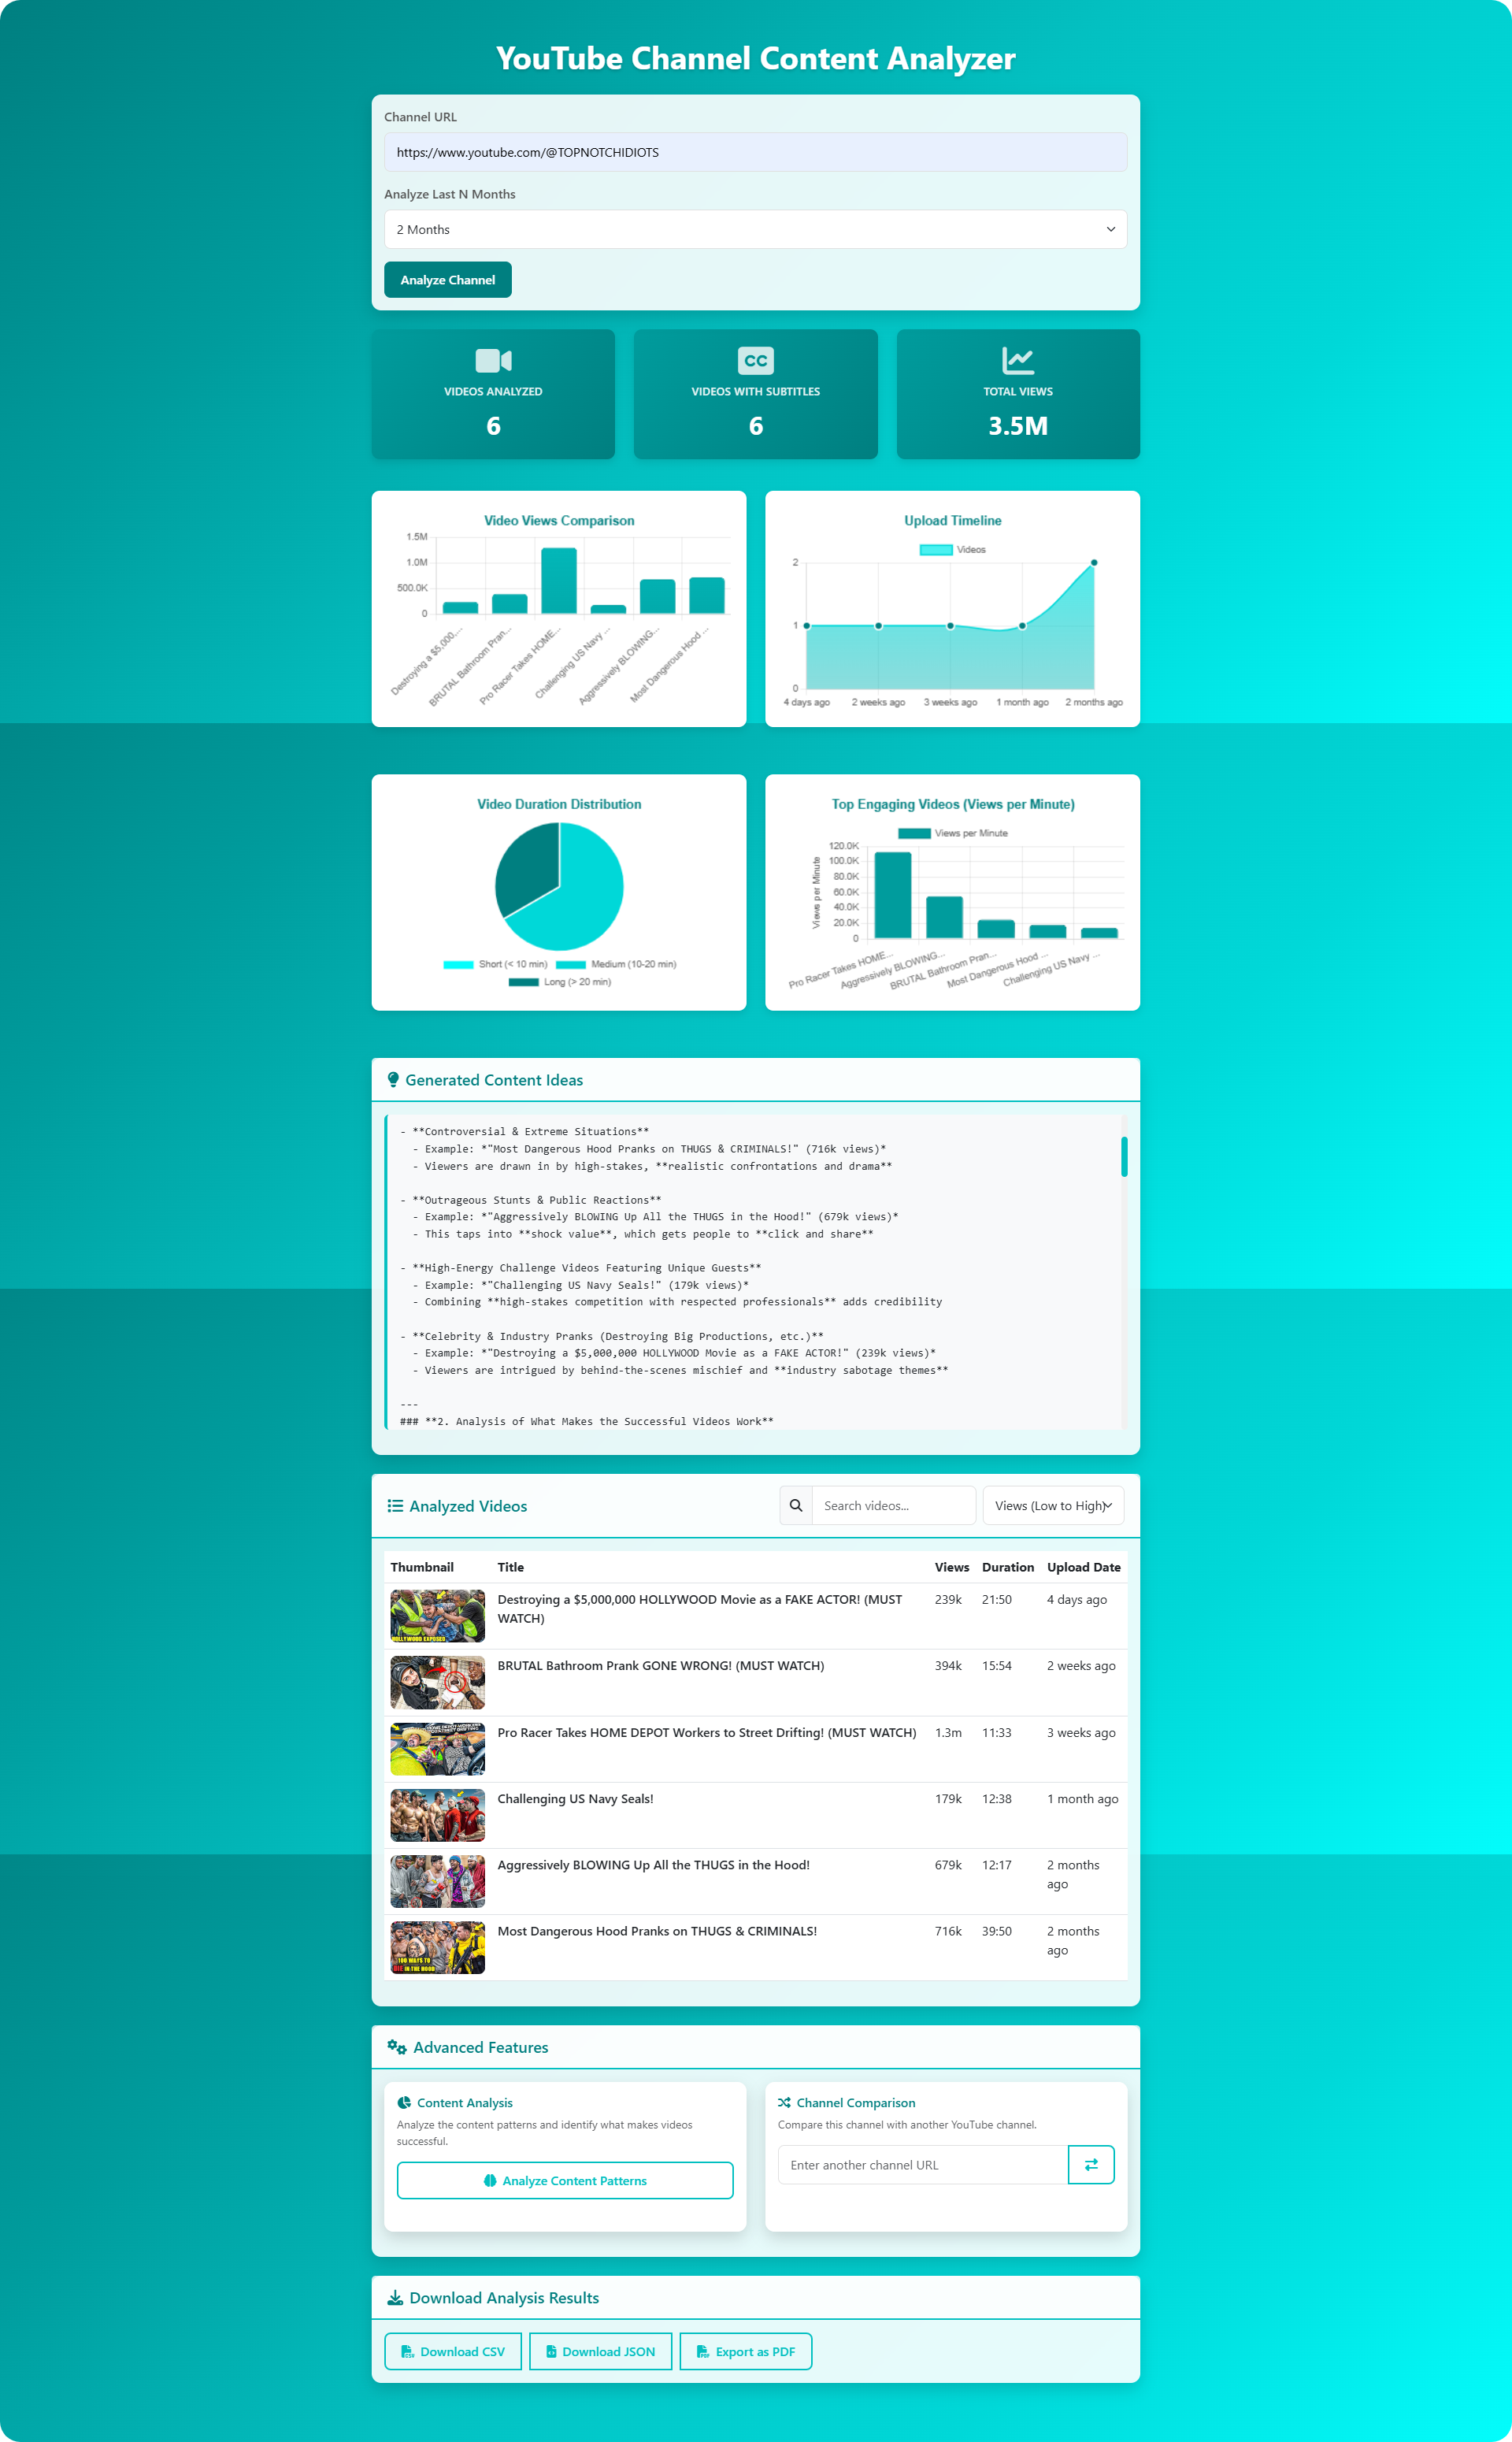 YouTube Channel Content Analyzer
Channel URL
https://www.youtube.com/@TOPNOTCHIDIOTS
Analyze Last N Months
2 Months
Analyze Channel
VIDEOS ANALYZED
6
CC
VIDEOS WITH SUBTITLES
6
TOTAL VIEWS
3.5M
Video Views Comparison
1.5M
1.0M
500.0K
0
Destroying a $5,000,...
BRUTAL Bathroom Pran...
Pro Racer Takes HOME...
Challenging US Navy ...
Aggressively BLOWING...
Most Dangerous Hood ...
Upload Timeline
Videos
2
1
0
4 days ago
2 weeks ago
3 weeks ago
1 month ago
2 months ago
Video Duration Distribution
Short (< 10 min)
Medium (10-20 min)
Long (> 20 min)
Top Engaging Videos (Views per Minute)
Views per Minute
Views per Minute
120.0K
100.0K
80.0K
60.0K
40.0K
20.0K
0
Pro Racer Takes HOME...
Aggressively BLOWING...
BRUTAL Bathroom Pran...
Most Dangerous Hood ...
Challenging US Navy ...
Generated Content Ideas
- **Controversial & Extreme Situations**
- Example: *"Most Dangerous Hood Pranks on THUGS & CRIMINALS!" (716k views)*
- Viewers are drawn in by high-stakes, **realistic confrontations and drama**
- **Outrageous Stunts & Public Reactions**
- Example: *"Aggressively BLOWING Up All the THUGS in the Hood!" (679k views)*
- This taps into **shock value**, which gets people to **click and share**
- **High-Energy Challenge Videos Featuring Unique Guests**
- Example: *"Challenging US Navy Seals!" (179k views)*
- Combining **high-stakes competition with respected professionals** adds credibility
- **Celebrity & Industry Pranks (Destroying Big Productions, etc.)**
- Example: *"Destroying a $5,000,000 HOLLYWOOD Movie as a FAKE ACTOR!" (239k views)*
- Viewers are intrigued by behind-the-scenes mischief and **industry sabotage themes**
---
### **2. Analysis of What Makes the Successful Videos Work**
Analyzed Videos
Search videos...
Views (Low to High)
Thumbnail Title Views Duration Upload Date
HOLLYWOOD EXPOSED
Destroying a $5,000,000 HOLLYWOOD Movie as a FAKE ACTOR! (MUST
WATCH)
239k 21:50 4 days ago
BRUTAL Bathroom Prank GONE WRONG! (MUST WATCH) 394k 15:54 2 weeks ago
Pro Racer Takes HOME DEPOT Workers to Street Drifting! (MUST WATCH) 1.3m 11:33 3 weeks ago
Challenging US Navy Seals! 179k 12:38 1 month ago
Aggressively BLOWING Up All the THUGS in the Hood! 679k 12:17 2 months
ago
100 WAYS TO
DIE IN THE HOOD
Most Dangerous Hood Pranks on THUGS & CRIMINALS! 716k 39:50 2 months
ago
Advanced Features
Content Analysis
Analyze the content patterns and identify what makes videos
successful.
Analyze Content Patterns
Channel Comparison
Compare this channel with another YouTube channel.
Enter another channel URL
Download Analysis Results
Download CSV
Download JSON
Export as PDF